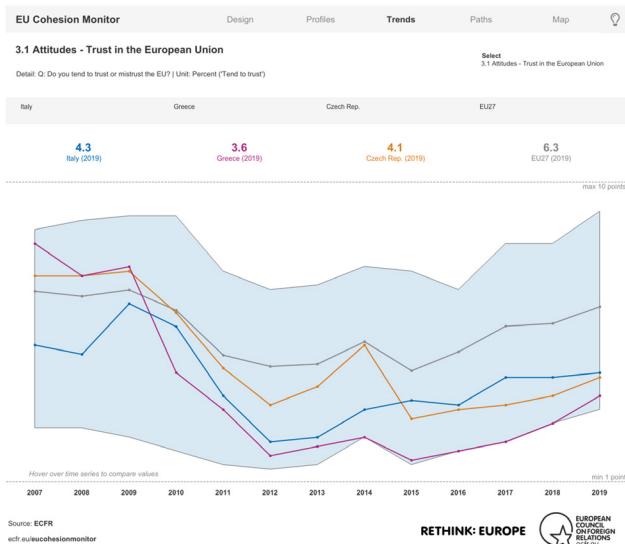 EU Cohesion Monitor Design Profiles Trends Paths Map
3.1 Attitudes - Trust in the European Union
Select
3.1 Attitudes - Trust in the European Union
Detail: Q: Do you tend to trust or mistrust the EU? | Unit: Percent ('Tend to trust')
Italy Greece Czech Rep. EU27
4.3 3.6 4.1 6.3
Italy (2019) Greece (2019) Czech Rep. (2019) EU27 (2019)
max 10 points
Hover over time series to compare values
min 1 point
2007 2008 2009 2010 2011 2012 2013 2014 2015 2016 2017 2018 2019
Source: ECFR
ecfr.eu/eucohesionmonitor
RETHINK: EUROPE
EUROPEAN
COUNCIL
ON FOREIGN
RELATIONS
ecfr.eu